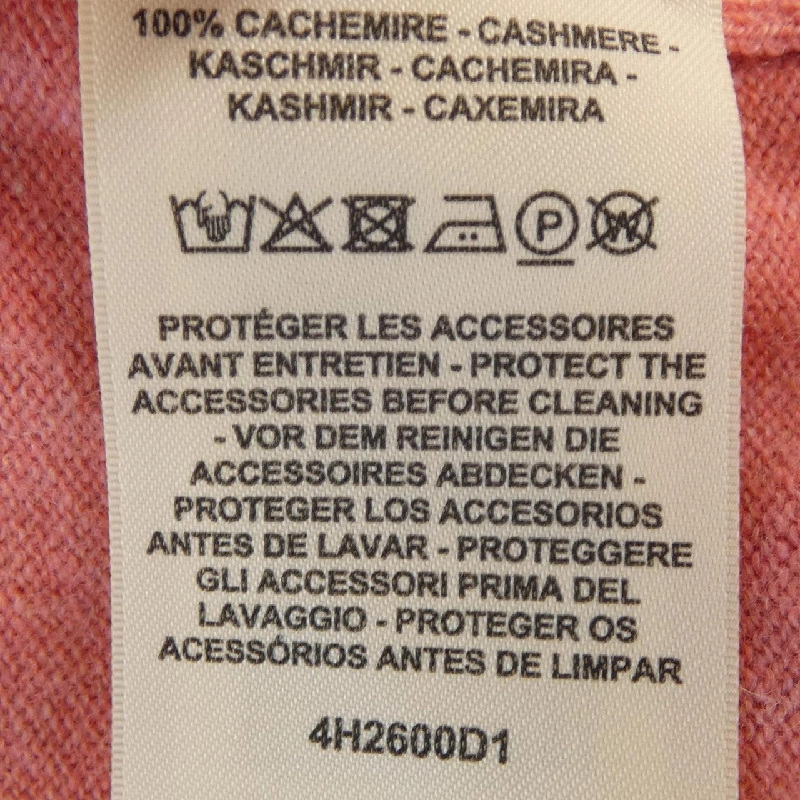 100% CACHEMIRE - CASHMERE -
KASCHMIR - CACHEMIRA -
KASHMIR - CAXEMIRA
P W
PROTÉGER LES ACCESSOIRES
AVANT ENTRETIEN - PROTECT THE
ACCESSORIES BEFORE CLEANING
- VOR DEM REINIGEN DIE
ACCESSOIRES ABDECKEN -
PROTEGER LOS ACCESORIOS
ANTES DE LAVAR - PROTEGGERE
GLI ACCESSORI PRIMA DEL
LAVAGGIO - PROTEGER OS
ACESSÓRIOS ANTES DE LIMPAR
4H2600D1